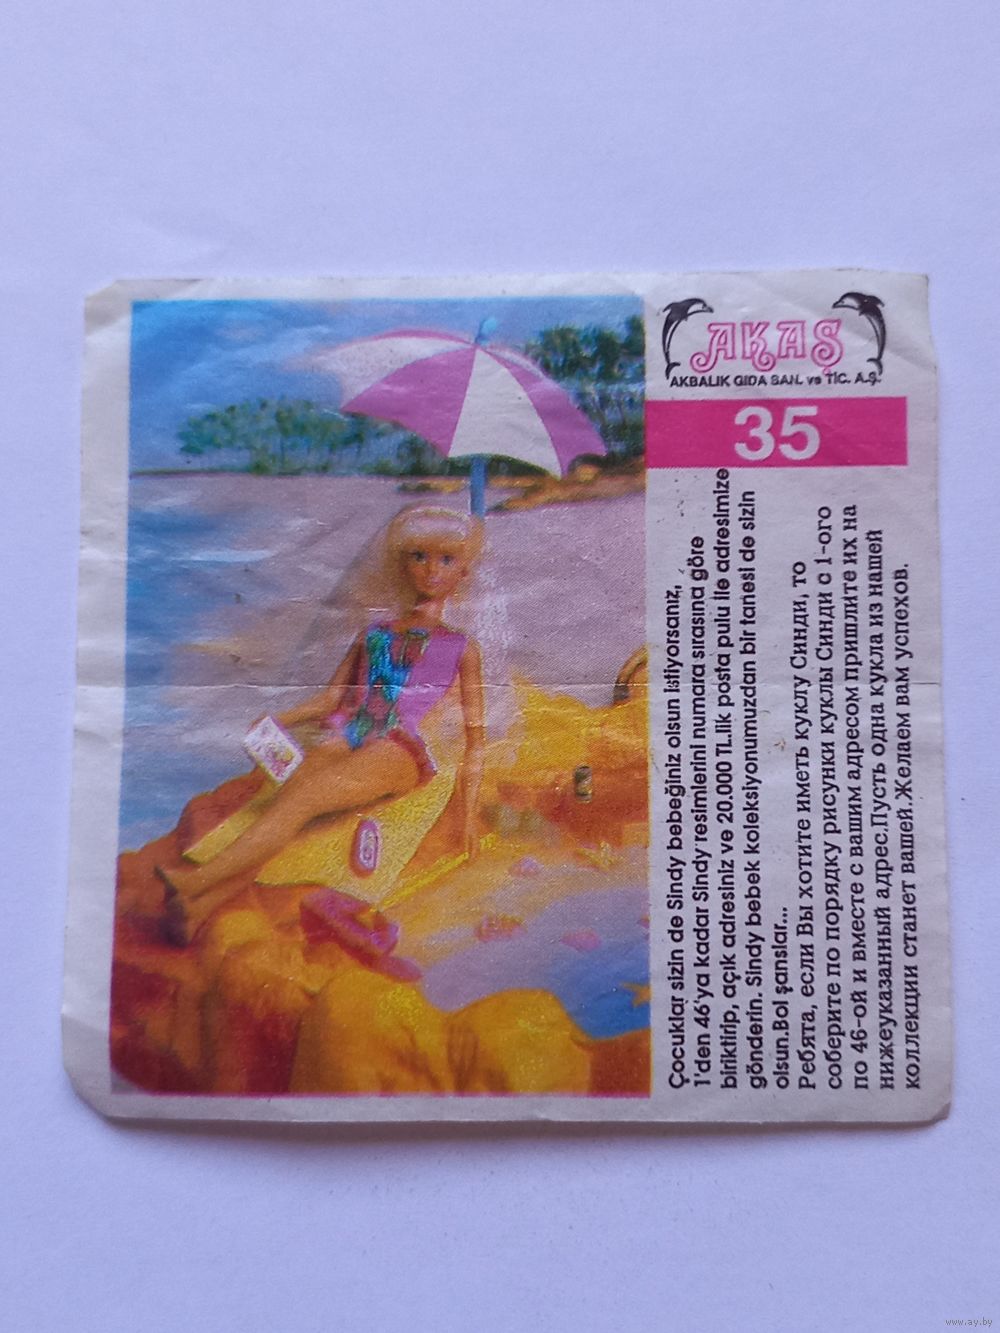 AKAŞ
AKBALIK GIDA SAN. ve TİC. A.Ş.
35
Çocuklar sizin de Sindy bebeğiniz olsun istiyorsanız,
1'den 46'ya kadar Sindy resimlerini numara sırasına göre
biriktirip, açık adresiniz ve 20.000 TL.lik posta pulu ile adresimize
gönderin. Sindy bebek koleksiyonumuzdan bir tanesi de sizin
olsun.Bol şanslar...
Ребята, если Вы хотите иметь куклу Синди, то
соберите по порядку рисунки куклы Синди с 1-ого
по 46-ой и вместе с вашим адресом пришлите их на
нижеуказанный адрес.Пусть одна кукла из нашей
коллекции станет вашей.Желаем вам успехов.
www.ay.by